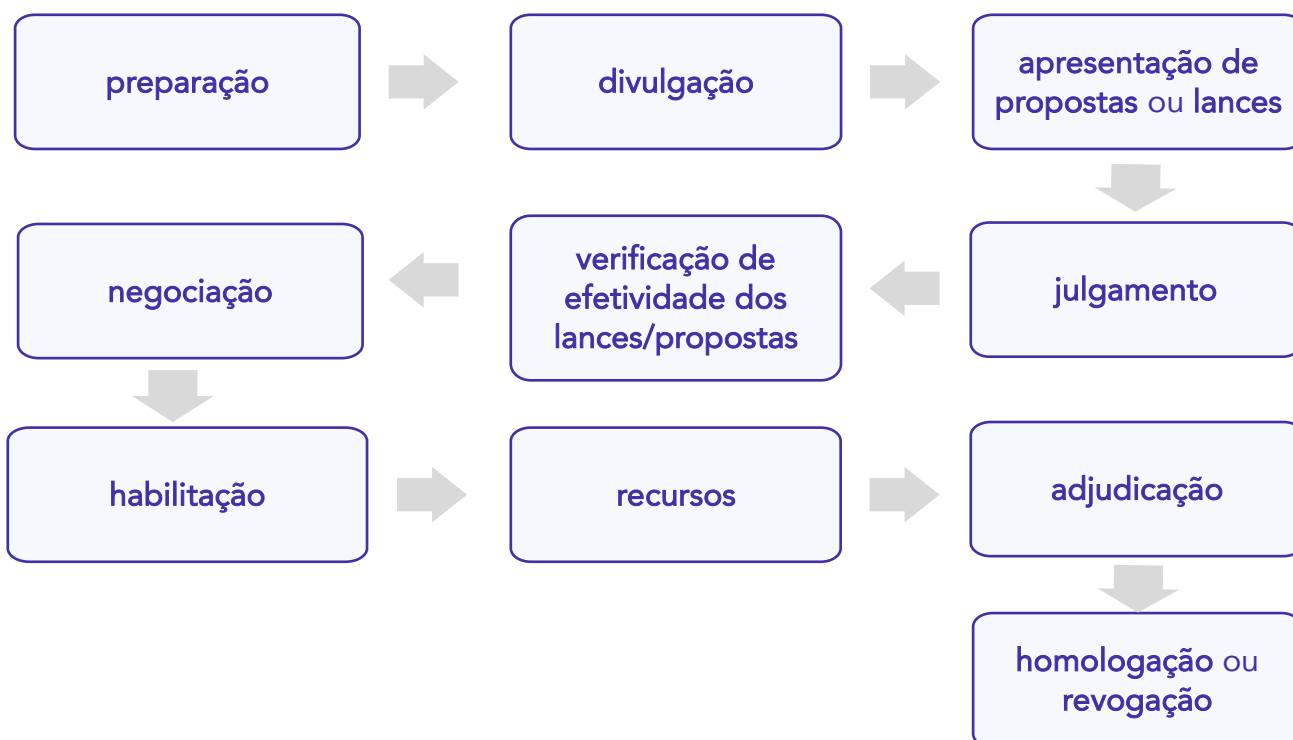 preparação
divulgação
apresentação de
propostas ou lances
julgamento
verificação de
efetividade dos
lances/propostas
negociação
habilitação
recursos
adjudicação
homologação ou
revogação